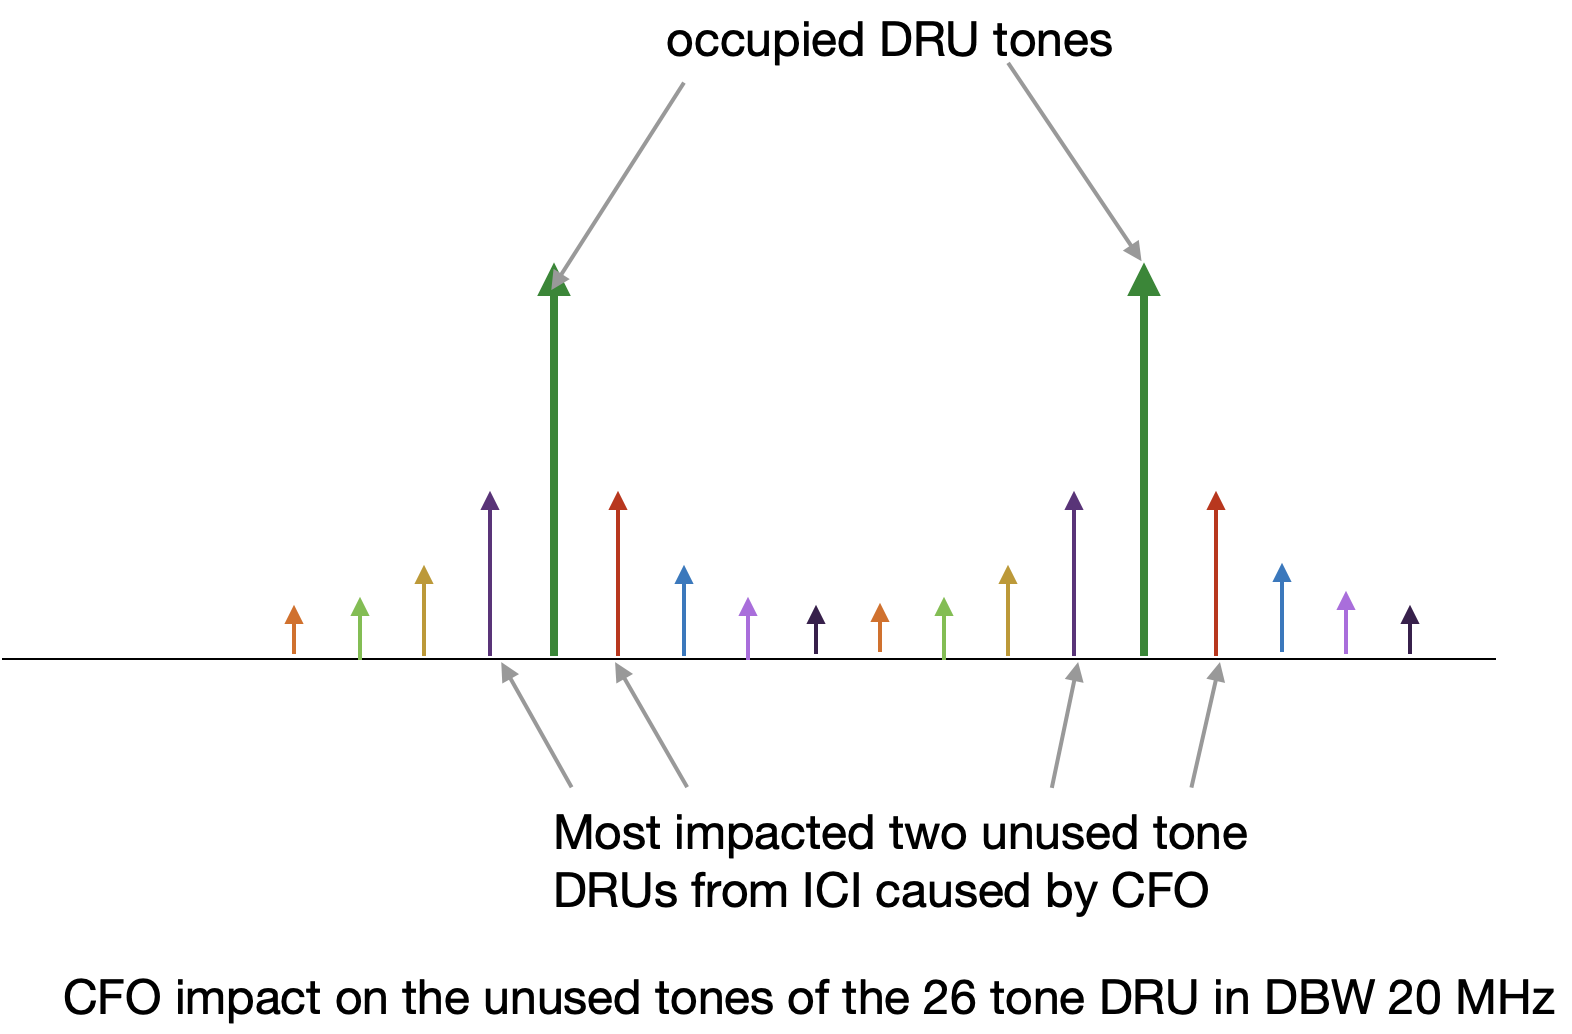 occupied DRU tones
Most impacted two unused tone
DRUs from ICI caused by CFO
CFO impact on the unused tones of the 26 tone DRU in DBW 20 MHz